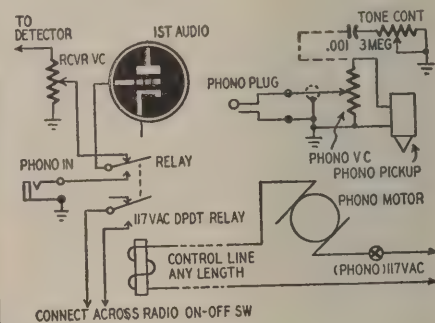 TO
DETECTOR
RCVR VC
1ST AUDIO
TONE CONT
.001 3MEG
PHONO PLUG
PHONO VC
PHONO PICKUP
PHONO IN
RELAY
117VAC DPDT RELAY
PHONO MOTOR
CONTROL LINE
ANY LENGTH
(PHONO) 117VAC
CONNECT ACROSS RADIO ON-OFF SW